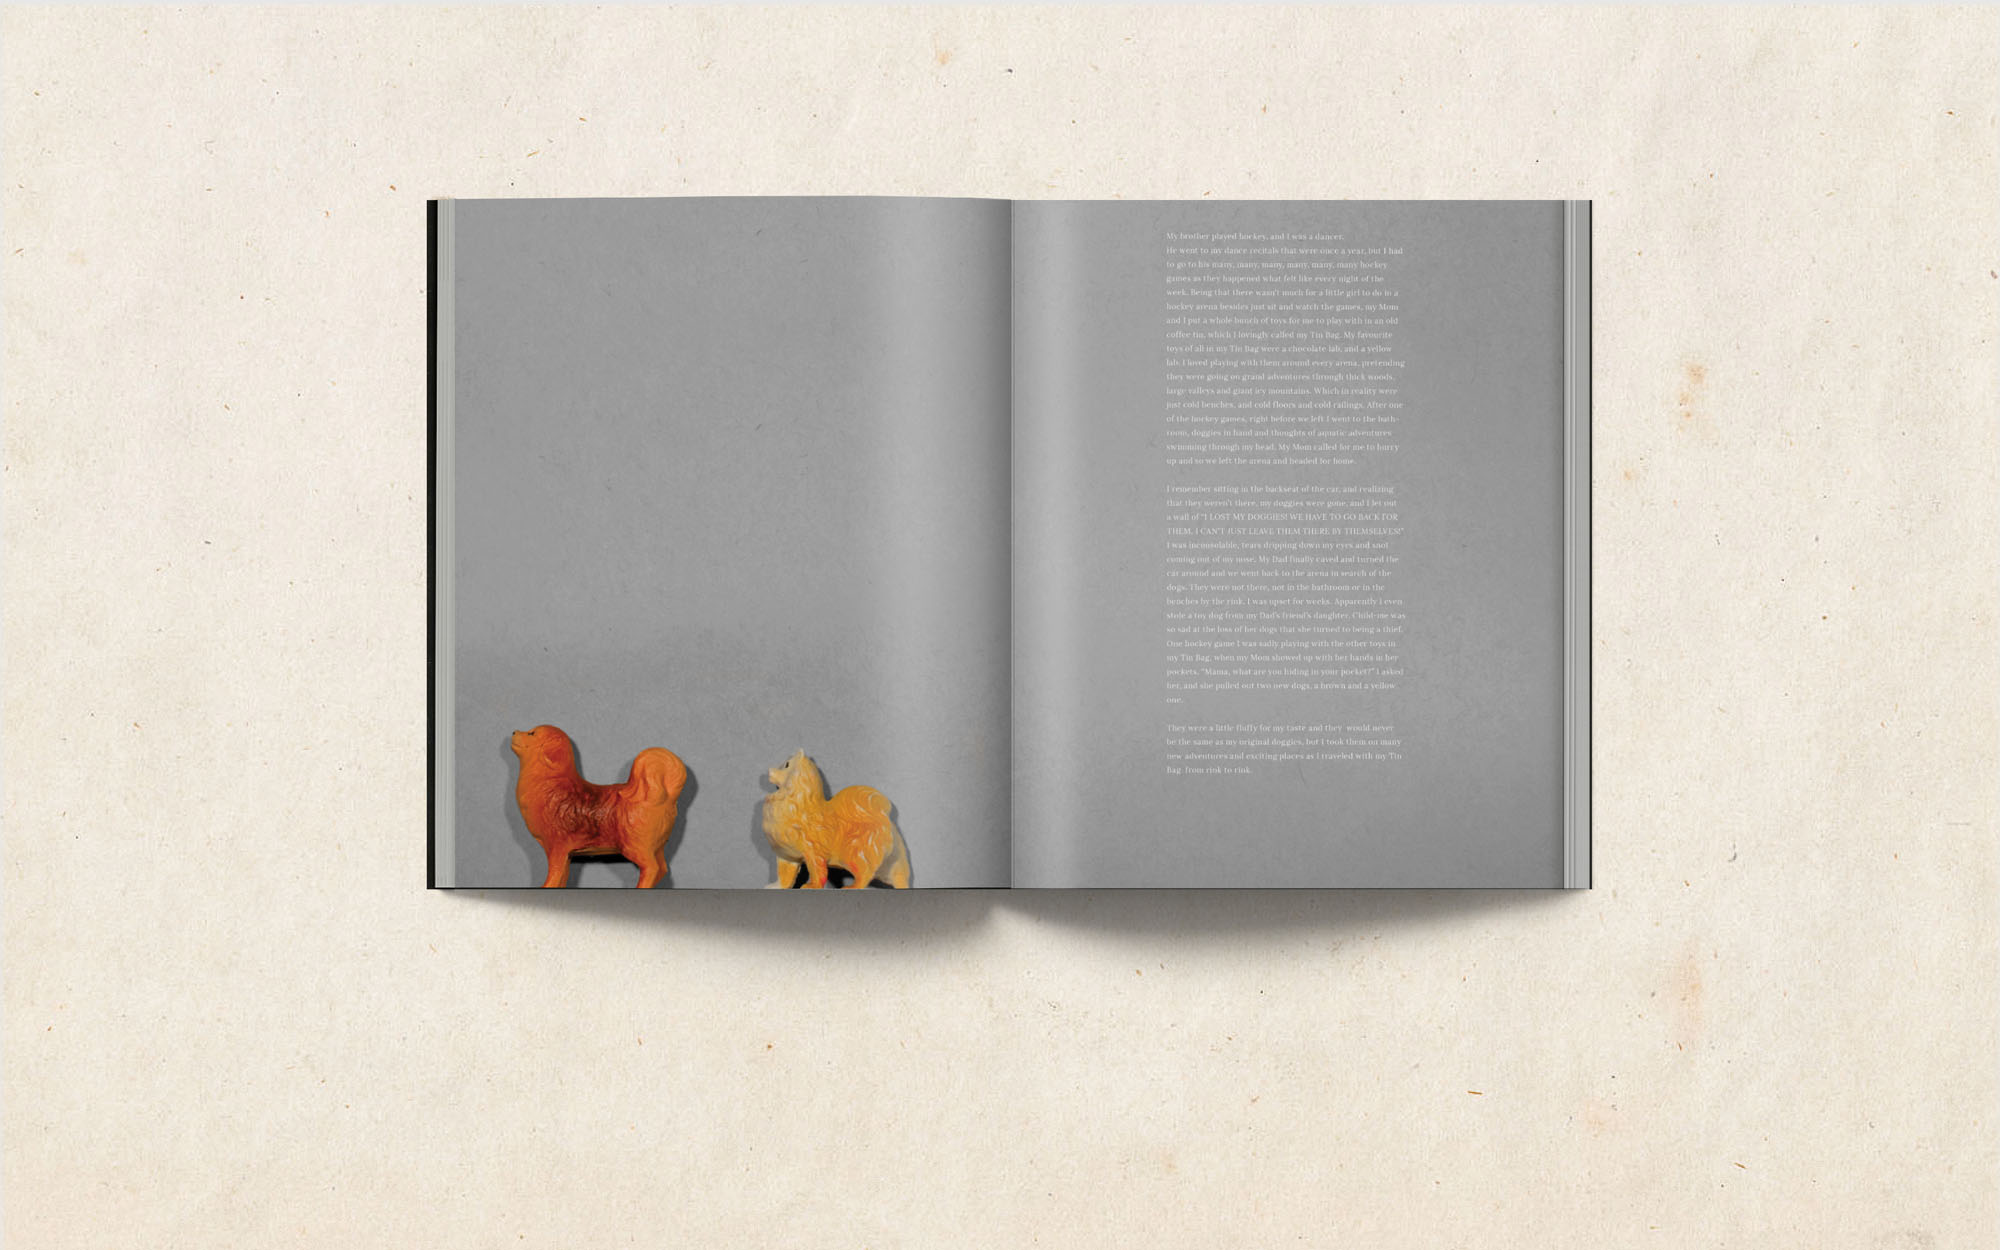 My brother played hockey, and I was a dancer.
He went to my dance recitals that were once a year, but I had
to go to his many, many, many, many, many, many hockey
games as they happened what felt like every night of the
week. Being that there wasn't much for a little girl to do in a
hockey arena besides just sit and watch the games, my Mom
and I put a whole bunch of toys for me to play with in an old
coffee tin, which I lovingly called my Tin Bag. My favourite
toys of all in my Tin Bag were a chocolate lab, and a yellow
lab. I loved playing with them around every arena, pretending
they were going on grand adventures through thick woods,
large valleys and giant icy mountains. Which in reality were
just cold benches, and cold floors and cold railings. After one
of the hockey games, right before we left I went to the bath-
room, doggies in hand and thoughts of aquatic adventures
swimming through my head. My Mom called for me to hurry
up and so we left the arena and headed for home.
I remember sitting in the backseat of the car, and realizing
that they weren't there, my doggies were gone, and I let out
a wail of "I LOST MY DOGGIES! WE HAVE TO GO BACK FOR
THEM, I CAN'T JUST LEAVE THEM THERE BY THEMSELVES!"
I was inconsolable, tears dripping down my eyes and snot
coming out of my nose. My Dad finally caved and turned the
car around and we went back to the arena in search of the
dogs. They were not there, not in the bathroom or in the
benches by the rink. I was upset for weeks. Apparently I even
stole a toy dog from my Dad's friend's daughter. Child-me was
so sad at the loss of her dogs that she turned to being a thief.
One hockey game I was sadly playing with the other toys in
my Tin Bag, when my Mom showed up with her hands in her
pockets. "Mama, what are you hiding in your pocket?" I asked
her, and she pulled out two new dogs, a brown and a yellow
one.
They were a little fluffy for my taste and they would never
be the same as my original doggies, but I took them on many
new adventures and exciting places as I traveled with my Tin
Bag from rink to rink.